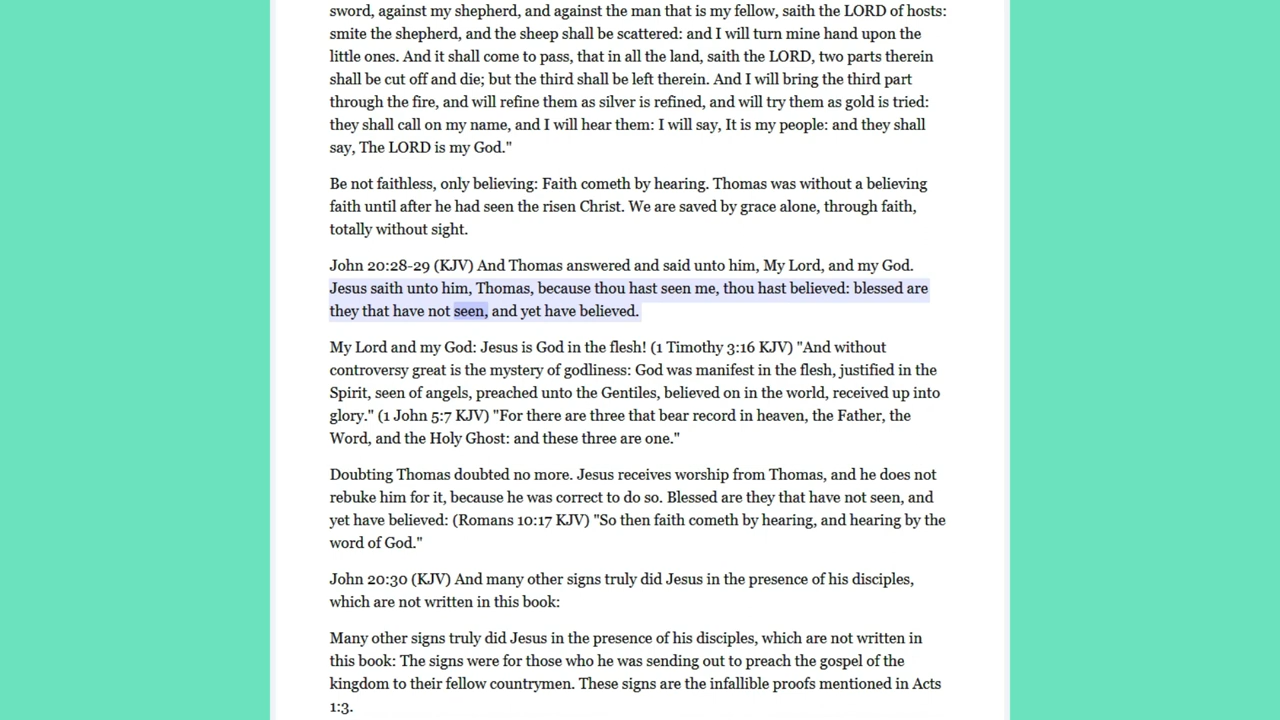 sword, against my shepherd, and against the man that is my fellow, saith the LORD of hosts:
smite the shepherd, and the sheep shall be scattered: and I will turn mine hand upon the
little ones. And it shall come to pass, that in all the land, saith the LORD, two parts therein
shall be cut off and die; but the third shall be left therein. And I will bring the third part
through the fire, and will refine them as silver is refined, and will try them as gold is tried:
they shall call on my name, and I will hear them: I will say, It is my people: and they shall
say, The LORD is my God."
Be not faithless, only believing: Faith cometh by hearing. Thomas was without a believing
faith until after he had seen the risen Christ. We are saved by grace alone, through faith,
totally without sight.
John 20:28-29 (KJV) And Thomas answered and said unto him, My Lord, and my God.
Jesus saith unto him, Thomas, because thou hast seen me, thou hast believed: blessed are
they that have not seen, and yet have believed.
My Lord and my God: Jesus is God in the flesh! (1 Timothy 3:16 KJV) "And without
controversy great is the mystery of godliness: God was manifest in the flesh, justified in the
Spirit, seen of angels, preached unto the Gentiles, believed on in the world, received up into
glory." (1 John 5:7 KJV) "For there are three that bear record in heaven, the Father, the
Word, and the Holy Ghost: and these three are one."
Doubting Thomas doubted no more. Jesus receives worship from Thomas, and he does not
rebuke him for it, because he was correct to do so. Blessed are they that have not seen, and
yet have believed: (Romans 10:17 KJV) "So then faith cometh by hearing, and hearing by the
word of God."
John 20:30 (KJV) And many other signs truly did Jesus in the presence of his disciples,
which are not written in this book:
Many other signs truly did Jesus in the presence of his disciples, which are not written in
this book: The signs were for those who he was sending out to preach the gospel of the
kingdom to their fellow countrymen. These signs are the infallible proofs mentioned in Acts
1:3.